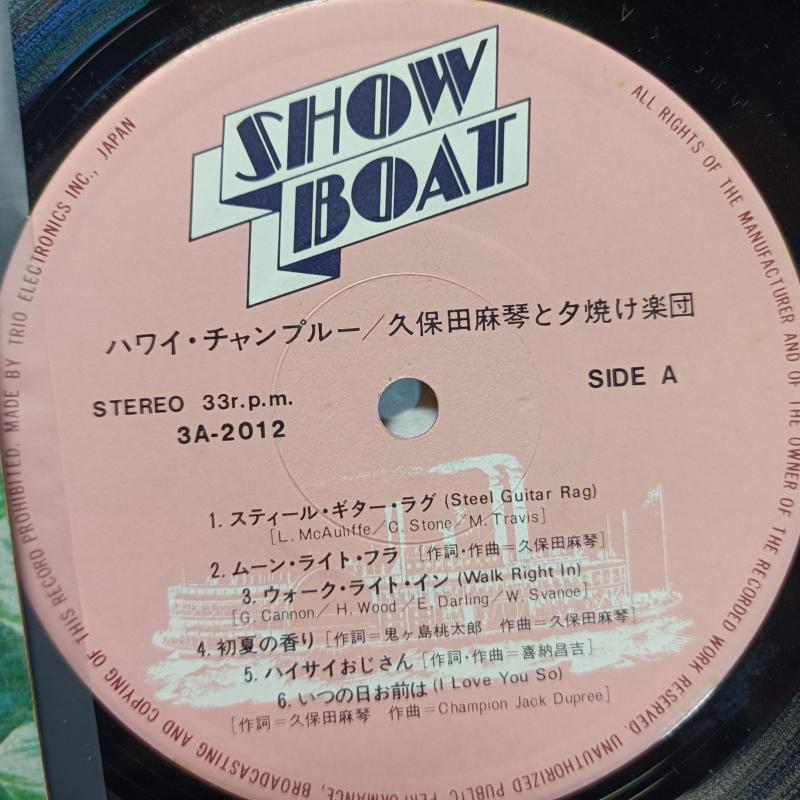 SHOW
BOAT
ハワイ・チャンプルー／久保田麻琴と夕焼け楽団
STEREO 33r.p.m.
3A-2012
SIDE A
1. スティール・ギター・ラグ (Steel Guitar Rag)
[L. McAuliffe／C. Stone／M. Travis]
2. ムーン・ライト・フラ [作詞・作曲＝久保田麻琴]
3. ウォーク・ライト・イン (Walk Right In)
[G. Cannon／H. Wood／E. Darling／W. Svanoe]
4. 初夏の香り [作詞＝鬼ヶ島桃太郎 作曲＝久保田麻琴]
5. ハイサイおじさん [作詞・作曲＝喜納昌吉]
6. いつの日お前は (I Love You So)
[作詞＝久保田麻琴 作曲＝Champion Jack Dupree]
ALL RIGHTS OF THE MANUFACTURER AND OF THE OWNER OF THE RECORDED WORK RESERVED. UNAUTHORIZED PUBLIC PERFORMANCE, BROADCASTING AND COPYING OF THIS RECORD PROHIBITED. MADE BY TRIO ELECTRONICS INC., JAPAN